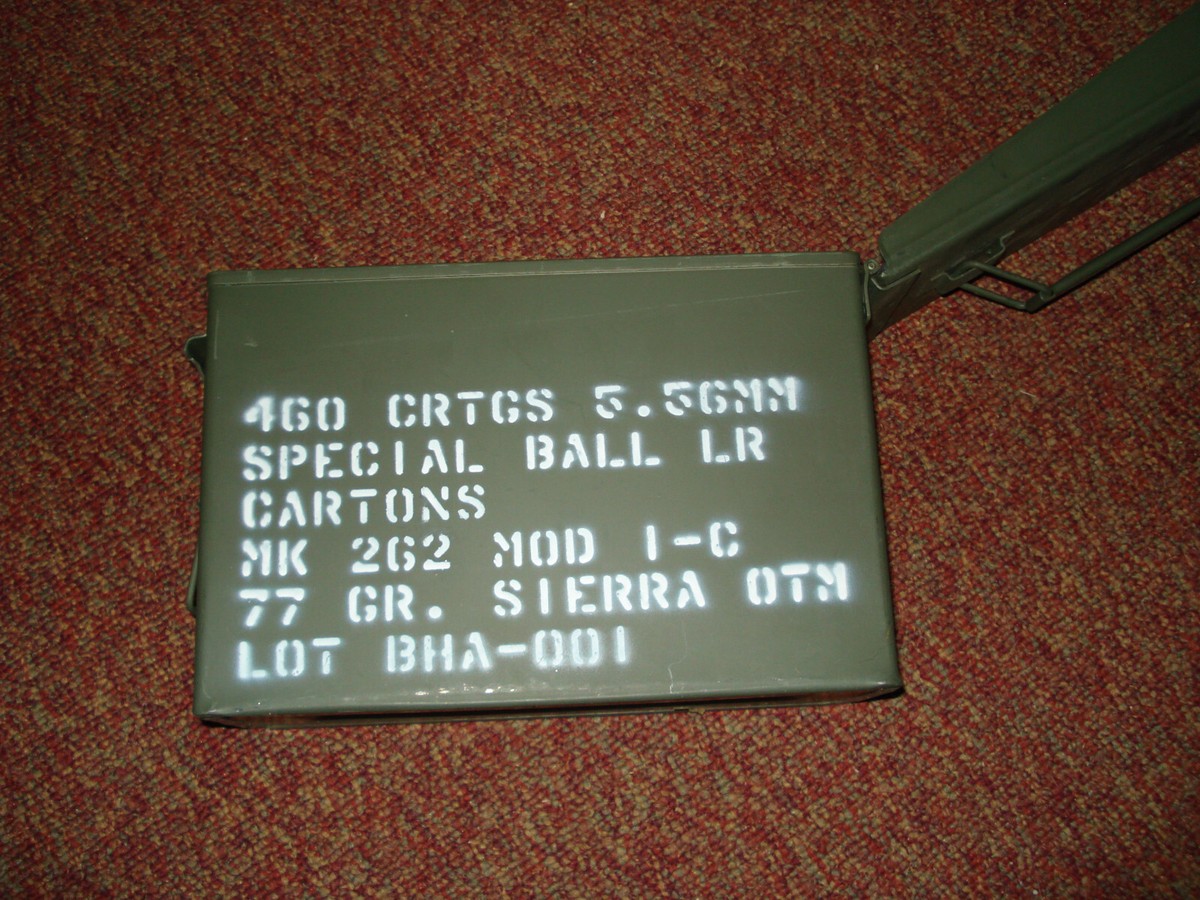 460 CRTGS 5.56MM
SPECIAL BALL LR
CARTONS
MK 262 MOD 1-C
77 GR. SIERRA OTM
LOT BHA-001